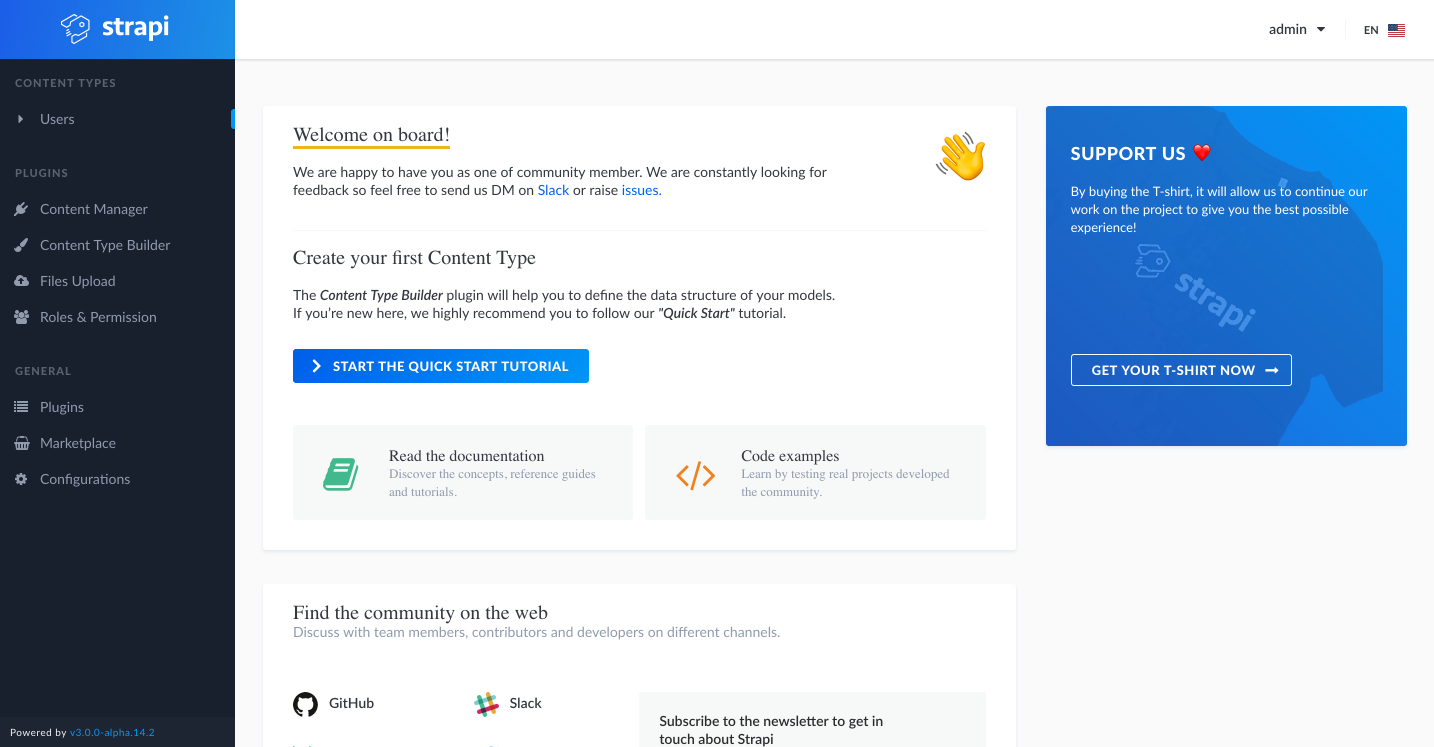 strapi
admin
EN
CONTENT TYPES
Users
PLUGINS
Content Manager
Content Type Builder
Files Upload
Roles & Permission
GENERAL
Plugins
Marketplace
Configurations
Powered by v3.0.0-alpha.14.2
Welcome on board!
We are happy to have you as one of community member. We are constantly looking for
feedback so feel free to send us DM on Slack or raise issues.
Create your first Content Type
The Content Type Builder plugin will help you to define the data structure of your models.
If you’re new here, we highly recommend you to follow our "Quick Start" tutorial.
START THE QUICK START TUTORIAL
Read the documentation
Discover the concepts, reference guides
and tutorials.
Code examples
Learn by testing real projects developed
the community.
Find the community on the web
Discuss with team members, contributors and developers on different channels.
GitHub
Slack
Subscribe to the newsletter to get in
touch about Strapi
SUPPORT US
By buying the T-shirt, it will allow us to continue our
work on the project to give you the best possible
experience!
strapi
GET YOUR T-SHIRT NOW